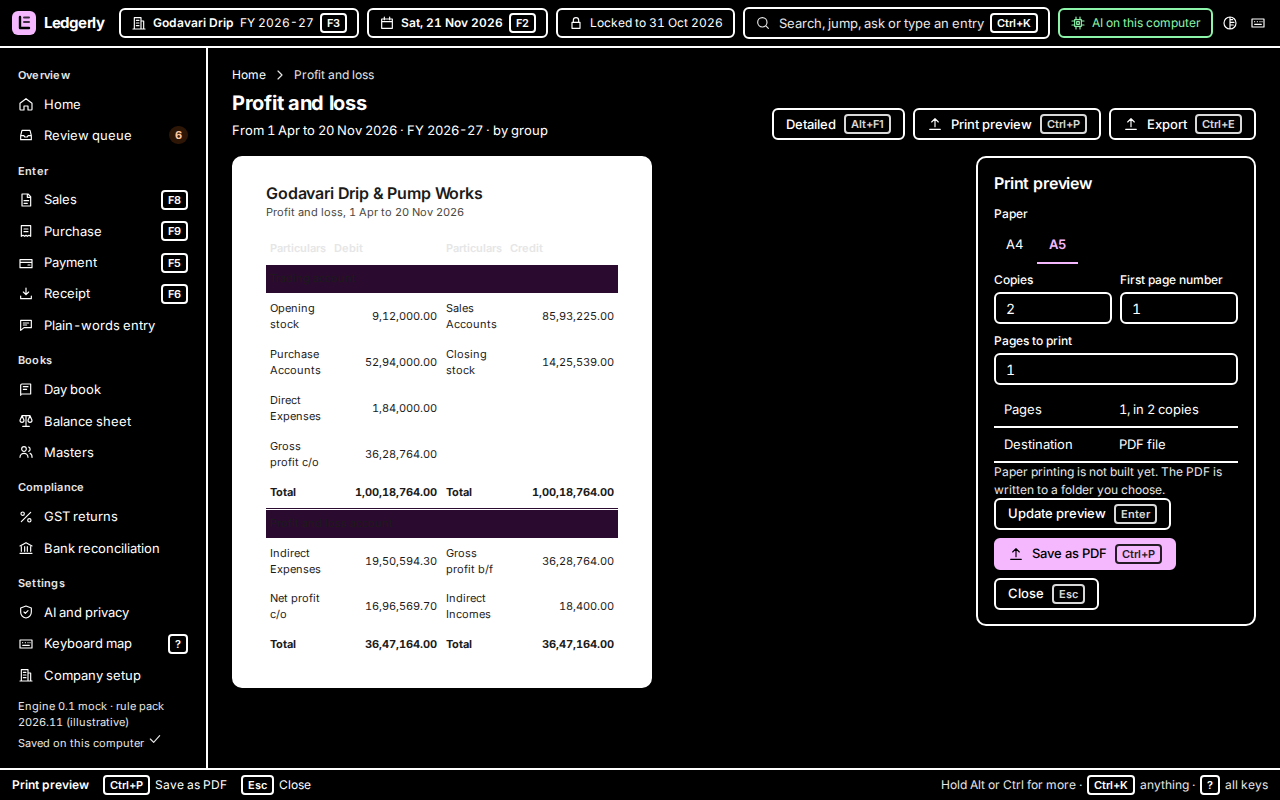 Ledgerly
Godavari Drip FY 2026-27 F3
Sat, 21 Nov 2026 F2
Locked to 31 Oct 2026
Search, jump, ask or type an entry Ctrl+K
AI on this computer
Overview
Home
Review queue 6
Enter
Sales F8
Purchase F9
Payment F5
Receipt F6
Plain-words entry
Books
Day book
Balance sheet
Masters
Compliance
GST returns
Bank reconciliation
Settings
AI and privacy
Keyboard map ?
Company setup
Engine 0.1 mock · rule pack
2026.11 (illustrative)
Saved on this computer
Home Profit and loss
Profit and loss
From 1 Apr to 20 Nov 2026 · FY 2026-27 · by group
Detailed Alt+F1
Print preview Ctrl+P
Export Ctrl+E
Godavari Drip & Pump Works
Profit and loss, 1 Apr to 20 Nov 2026
Particulars Debit Particulars Credit
Opening stock 9,12,000.00 Sales Accounts 85,93,225.00
Purchase Accounts 52,94,000.00 Closing stock 14,25,539.00
Direct Expenses 1,84,000.00
Gross profit c/o 36,28,764.00
Total 1,00,18,764.00 Total 1,00,18,764.00
Indirect Expenses 19,50,594.30 Gross profit b/f 36,28,764.00
Net profit c/o 16,96,569.70 Indirect Incomes 18,400.00
Total 36,47,164.00 Total 36,47,164.00
Print preview
Paper
A4 A5
Copies First page number
2 1
Pages to print
1
Pages 1, in 2 copies
Destination PDF file
Paper printing is not built yet. The PDF is
written to a folder you choose.
Update preview Enter
Save as PDF Ctrl+P
Close Esc
Print preview Ctrl+P Save as PDF Esc Close
Hold Alt or Ctrl for more · Ctrl+K anything · ? all keys